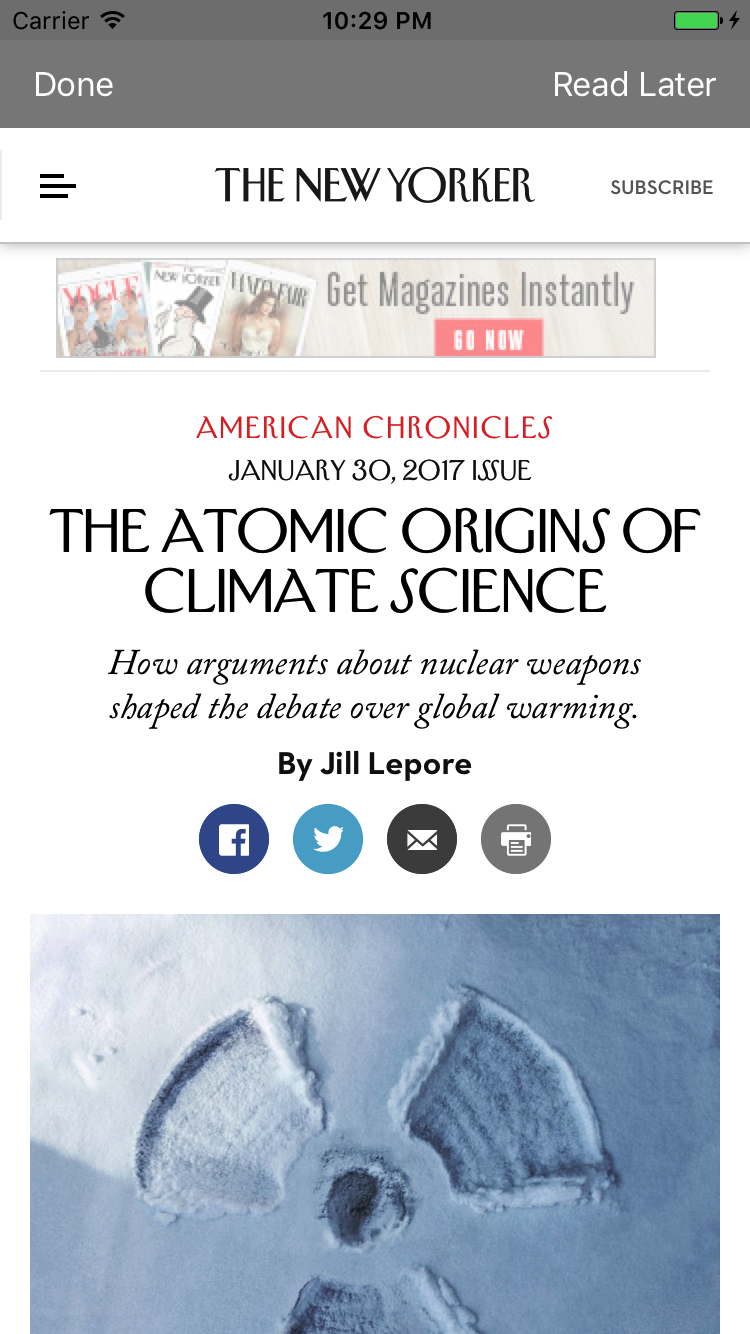 Carrier 10:29 PM
Done Read Later
THE NEW YORKER SUBSCRIBE
VOGUE NEW YORKER VANITY FAIR Get Magazines Instantly
GO NOW
AMERICAN CHRONICLES
JANUARY 30, 2017 ISSUE
THE ATOMIC ORIGINS OF
CLIMATE SCIENCE
How arguments about nuclear weapons
shaped the debate over global warming.
By Jill Lepore